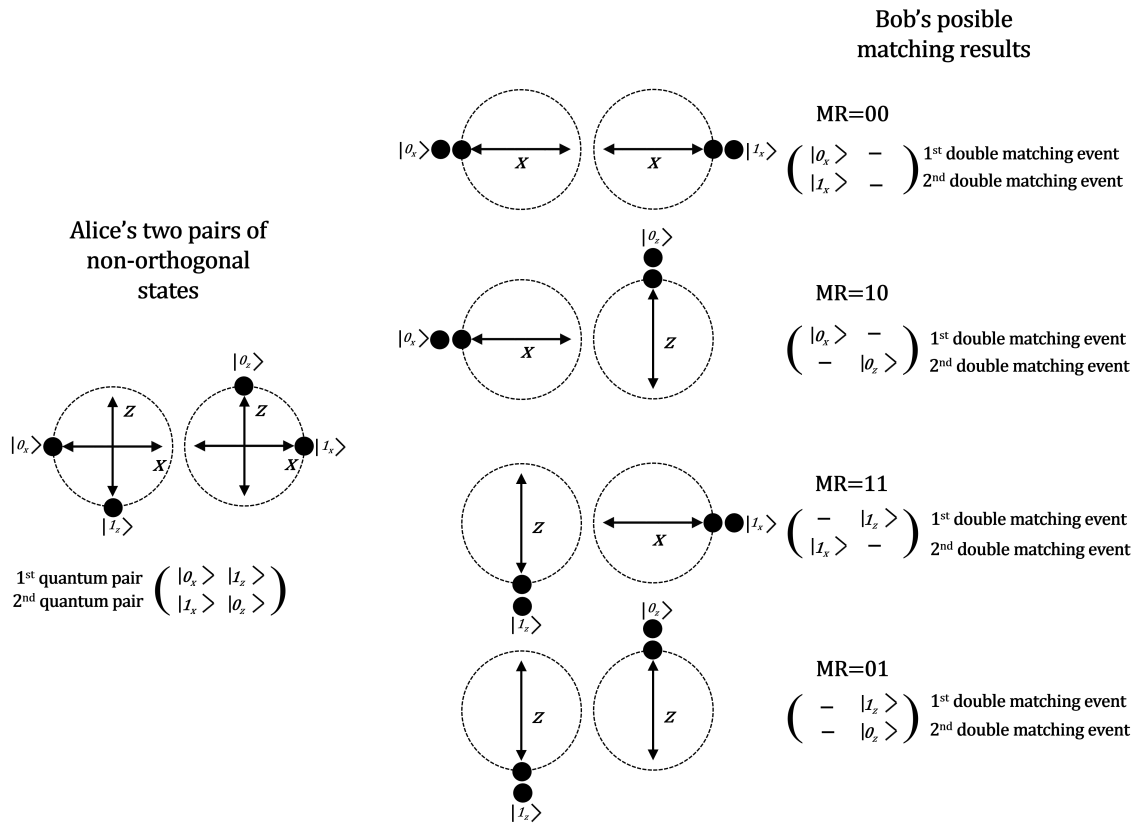 Alice's two pairs of
non-orthogonal
states
|0z>
z
z
|0x>
x
x
|1x>
|1z>
1st quantum pair ( |0x> |1z> )
2nd quantum pair ( |1x> |0z> )
Bob's posible
matching results
|0x>
x
x
|1x>
MR=00
( |0x> – ) 1st double matching event
( |1x> – ) 2nd double matching event
|0z>
|0x>
x
z
MR=10
( |0x> – ) 1st double matching event
( – |0z> ) 2nd double matching event
z
x
|1x>
|1z>
MR=11
( – |1z> ) 1st double matching event
( |1x> – ) 2nd double matching event
|0z>
z
z
|1z>
MR=01
( – |1z> ) 1st double matching event
( – |0z> ) 2nd double matching event